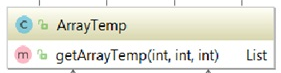 C ArrayTemp
m getArrayTemp(int, int, int) List